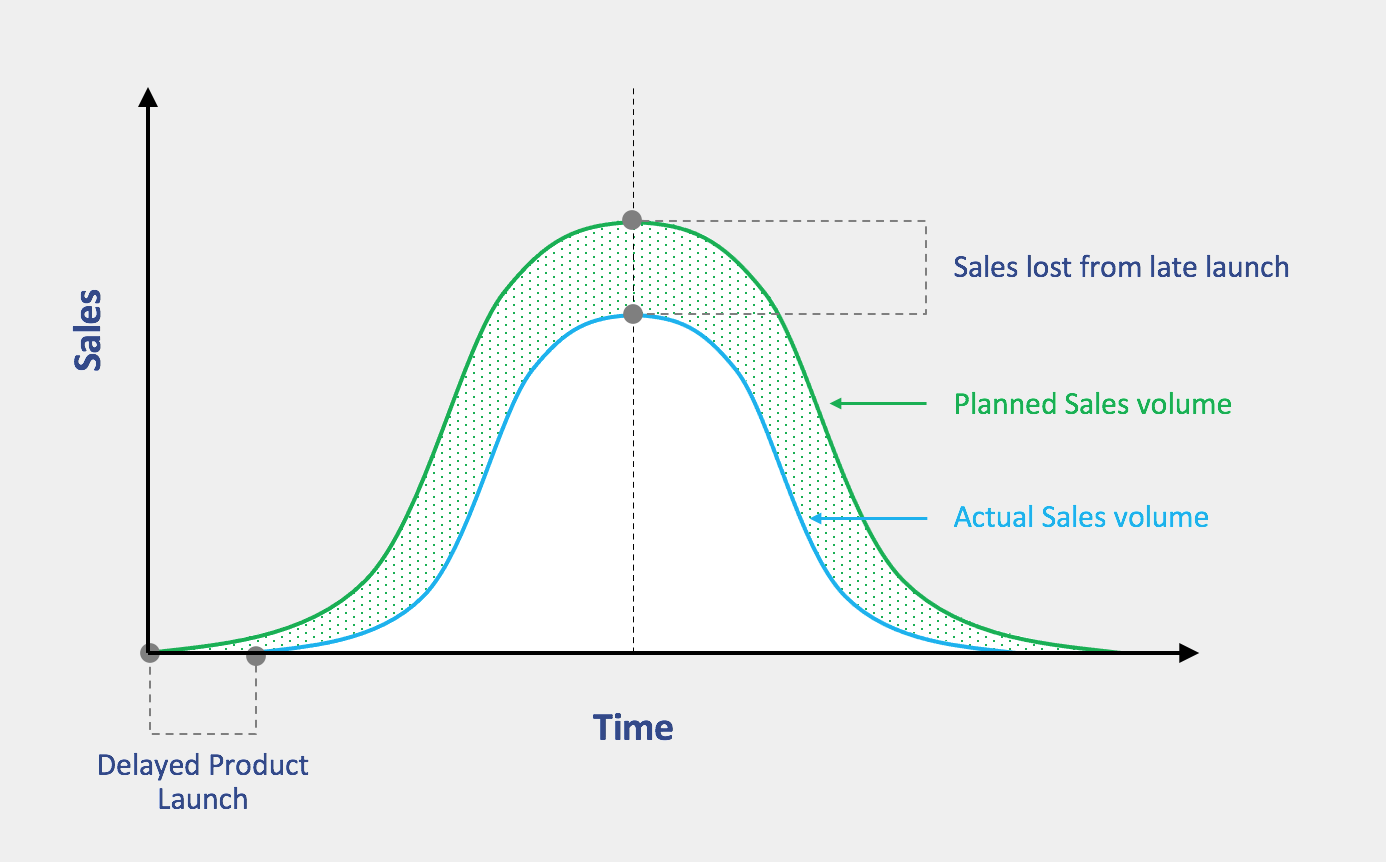 Sales lost from late launch
Sales
Planned Sales volume
Actual Sales volume
Time
Delayed Product
Launch